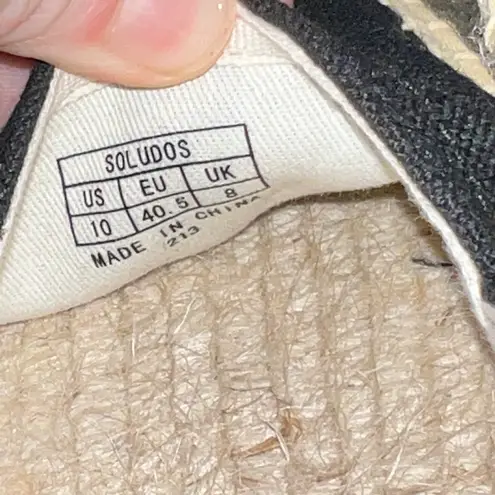 SOLUDOS
US EU UK
10 40.5 8
MADE IN CHINA
213